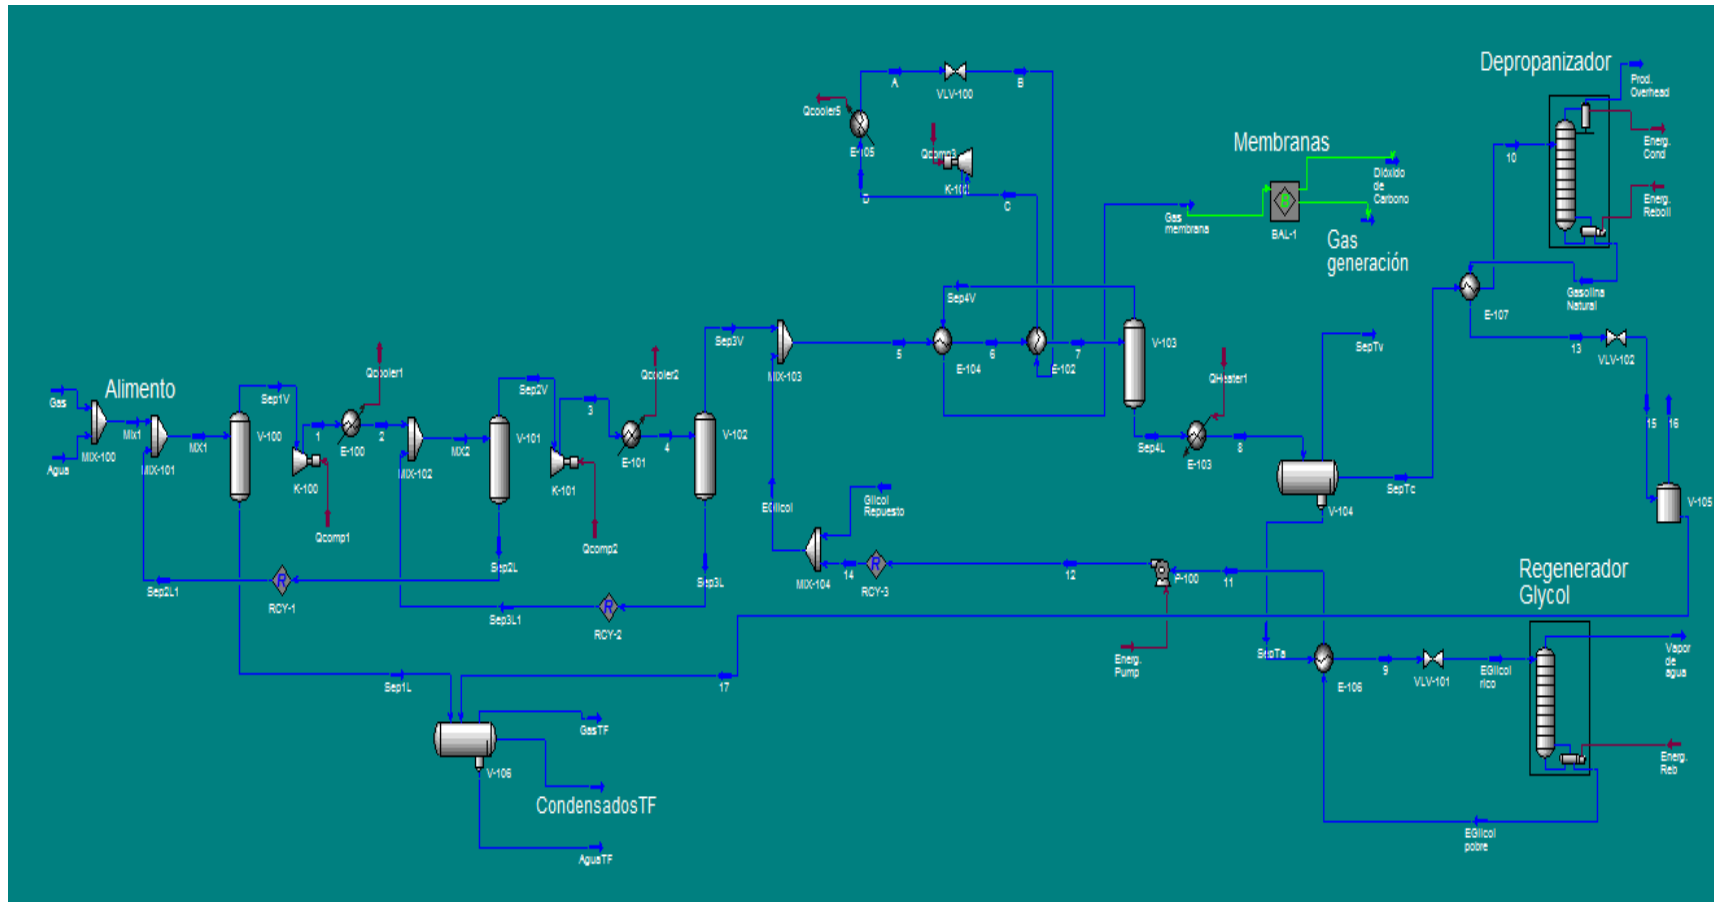 Depropanizador
Prod.
Overhead
A
VLV-100
B
Qcooler5
E-105
Qcomp3
D
C
Membranas
Energ.
Cond
10
Dióxido
de
Carbono
Energ.
Reboil
Gas
membrana
BAL-1
Gas
generación
Sep4V
Gasolina
Natural
E-107
Sep3V
5
E-104
6
E-102
7
V-103
SepTv
13
VLV-102
MIX-103
Qcooler1
Qcooler2
QHeater1
Alimento
Gas
Mix1
MX1
Sep1V
V-100
1
E-100
2
MX2
Sep2V
V-101
3
E-101
4
V-102
Agua
MIX-100
MIX-101
K-100
MIX-102
K-101
Sep4L
E-103
8
15
16
SepTc
V-104
V-105
Qcomp1
Qcomp2
EGlicol
Glicol
Repuesto
Sep2L
Sep3L
Sep2L1
RCY-1
Sep3L1
RCY-2
MIX-104
14
RCY-3
12
P-100
11
Regenerador
Glycol
Energ.
Pump
SepTa
E-106
9
VLV-101
EGlicol
rico
Vapor
de
agua
Sep1L
17
GasTF
V-106
CondensadosTF
AguaTF
Energ.
Reb
EGlicol
pobre